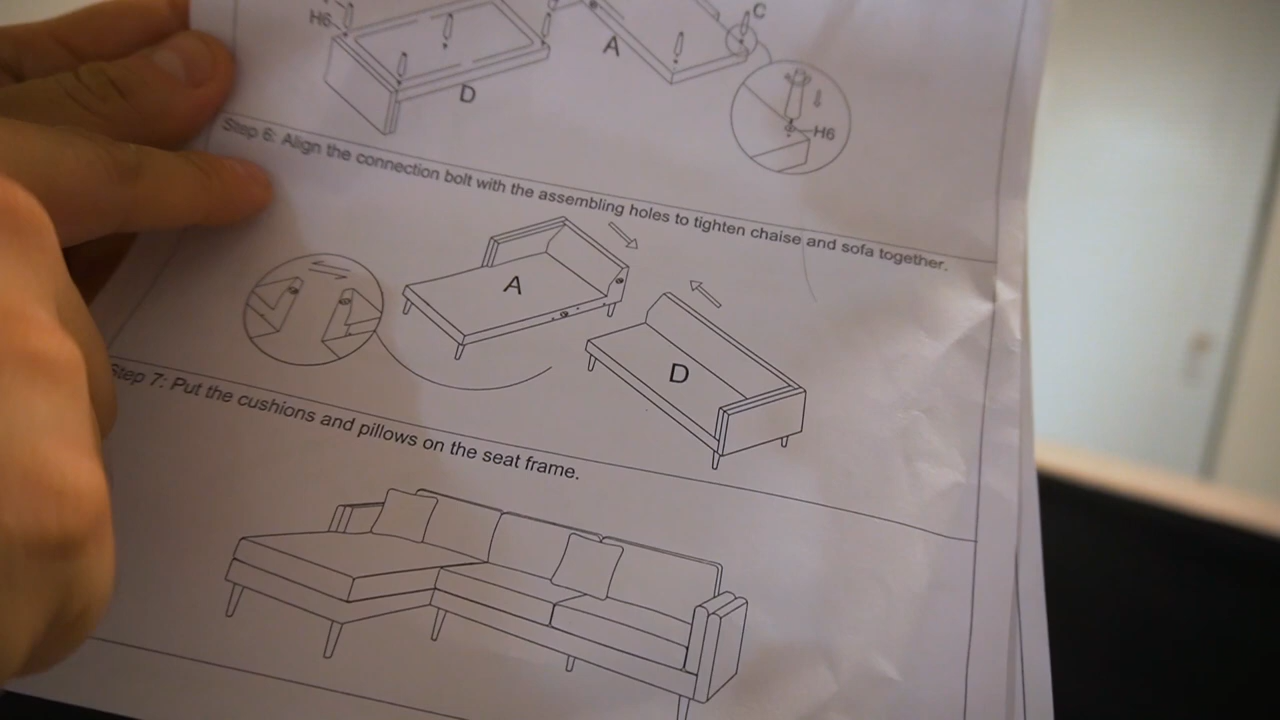 H6
C
A
D
H6
Step 6: Align the connection bolt with the assembling holes to tighten chaise and sofa together.
A
D
Step 7: Put the cushions and pillows on the seat frame.